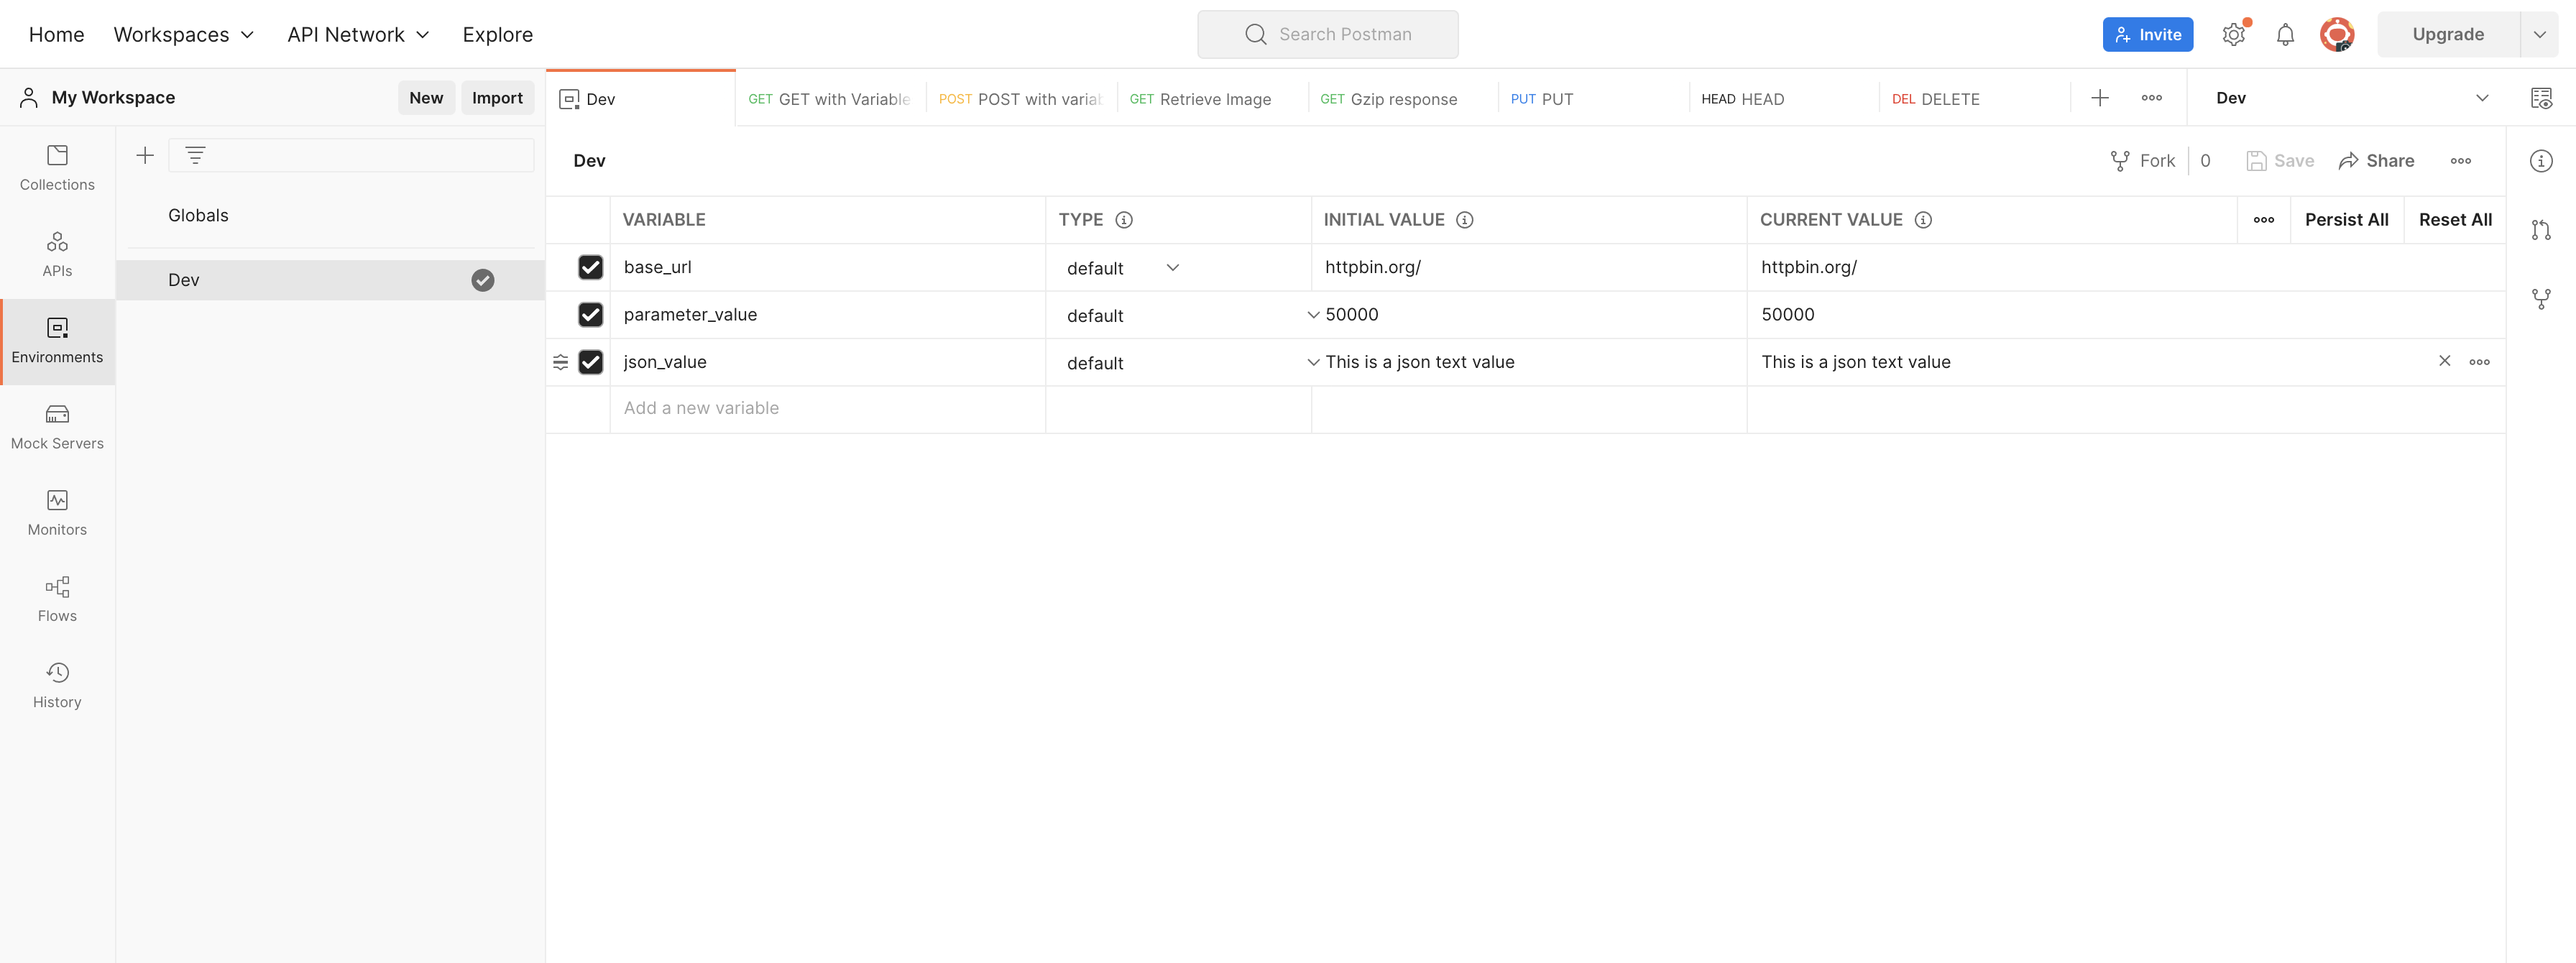 Home Workspaces API Network Explore Search Postman Invite Upgrade
My Workspace New Import Dev GET GET with Variable POST POST with variab GET Retrieve Image GET Gzip response PUT PUT HEAD HEAD DEL DELETE Dev
Collections
APIs
Environments
Mock Servers
Monitors
Flows
History
Globals
Dev
Dev Fork 0 Save Share
VARIABLE TYPE INITIAL VALUE CURRENT VALUE Persist All Reset All
base_url default httpbin.org/ httpbin.org/
parameter_value default 50000 50000
json_value default This is a json text value This is a json text value
Add a new variable